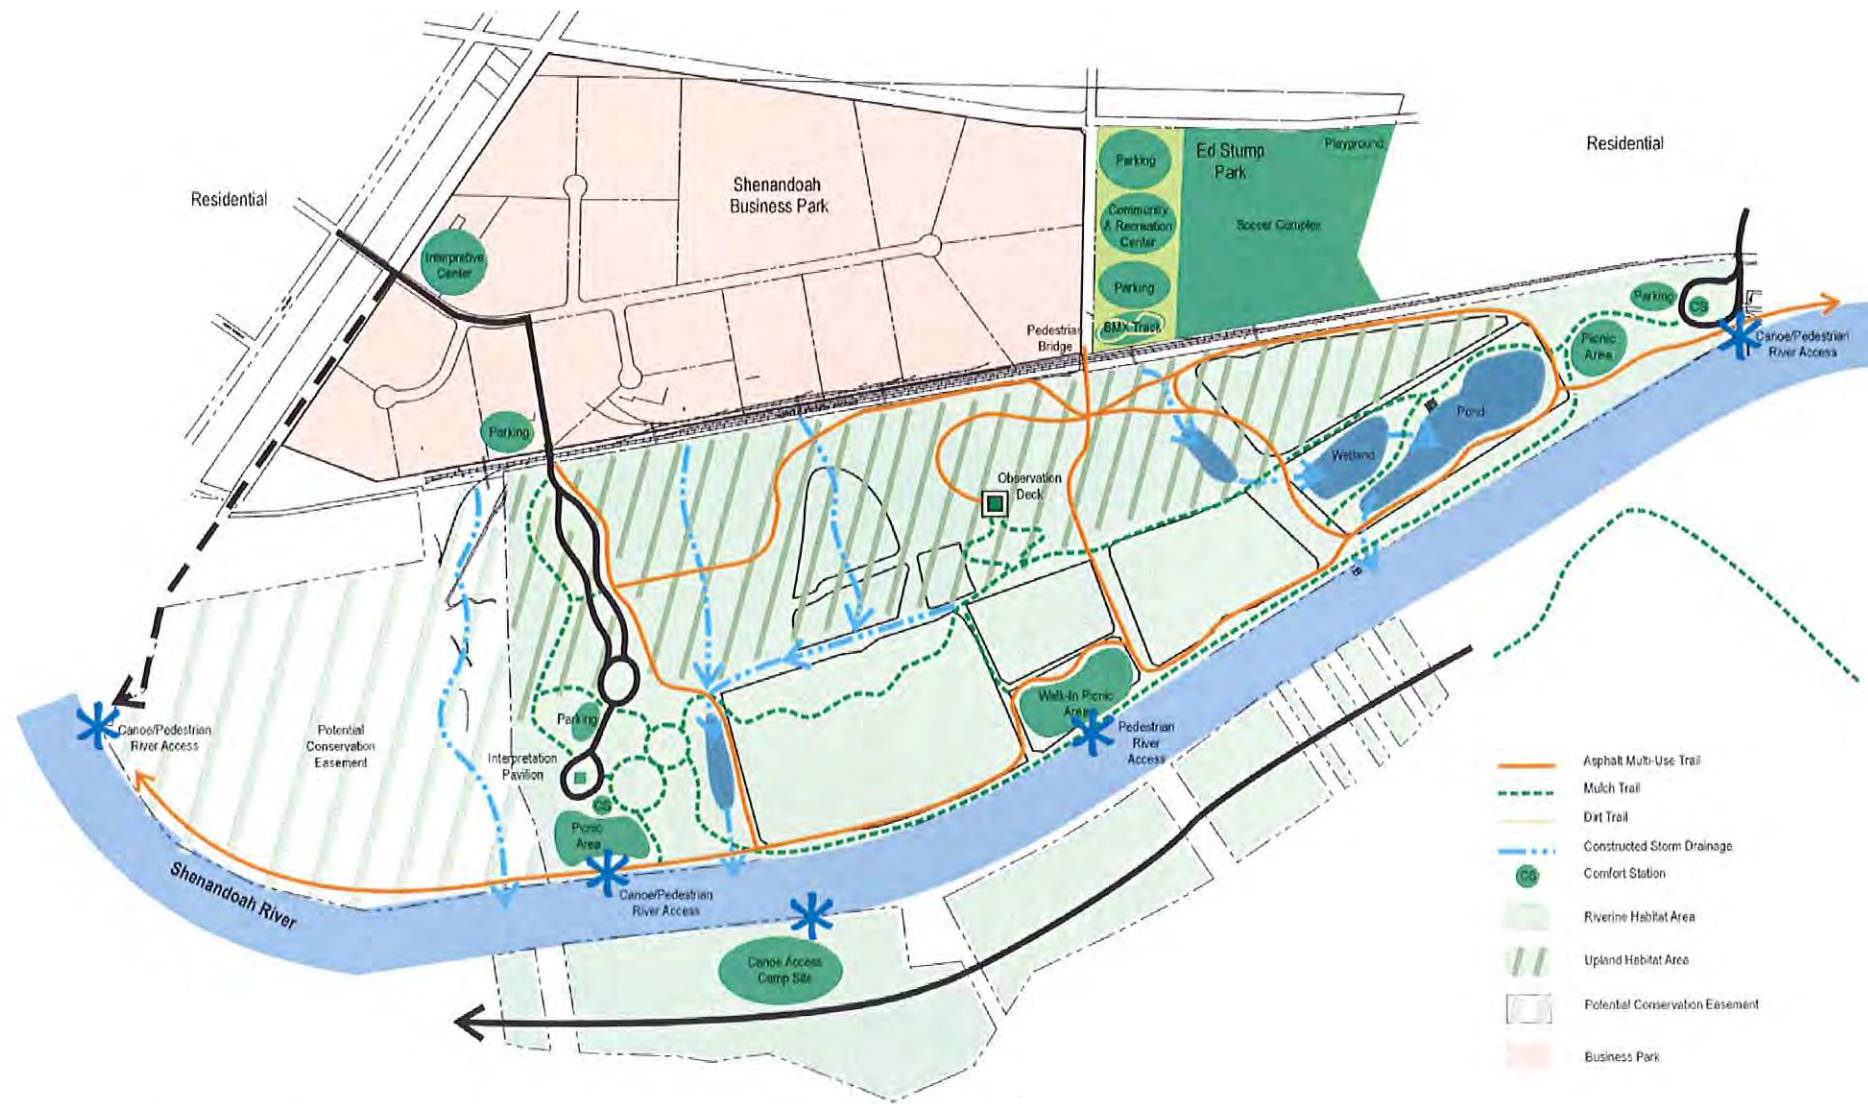 Residential
Shenandoah
Business Park
Interpretive
Center
Parking
Parking
Community
& Recreation
Center
Parking
BMX Track
Ed Stump
Park
Playground
Soccer Complex
Residential
Pedestrian
Bridge
Parking
CS
Picnic
Area
Canoe/Pedestrian
River Access
Pond
Wetland
Observation
Deck
Walk-In Picnic
Area
Pedestrian
River
Access
Canoe/Pedestrian
River Access
Potential
Conservation
Easement
Parking
Interpretation
Pavilion
CS
Picnic
Area
Canoe/Pedestrian
River Access
Shenandoah River
Canoe Access
Camp Site
Asphalt Multi-Use Trail
Mulch Trail
Dirt Trail
Constructed Storm Drainage
CS
Comfort Station
Riverine Habitat Area
Upland Habitat Area
Potential Conservation Easement
Business Park